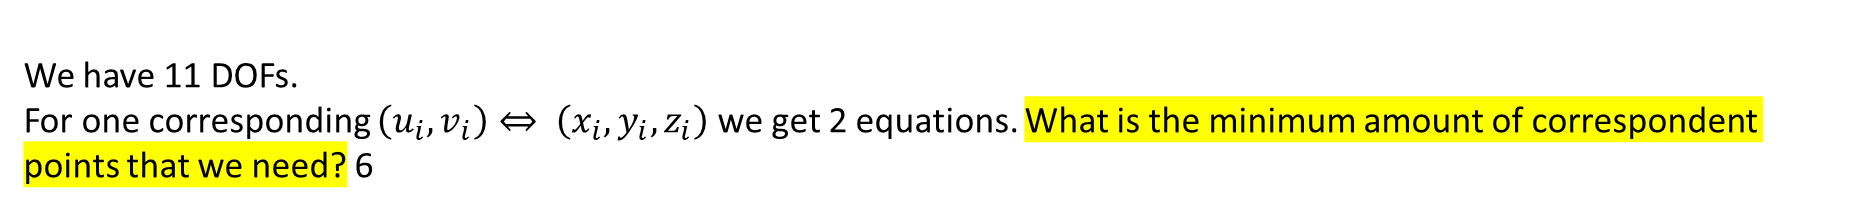 We have 11 DOFs.
For one corresponding (𝑢ᵢ, 𝑣ᵢ) ⇔ (𝑥ᵢ, 𝑦ᵢ, 𝑧ᵢ) we get 2 equations. What is the minimum amount of correspondent
points that we need? 6